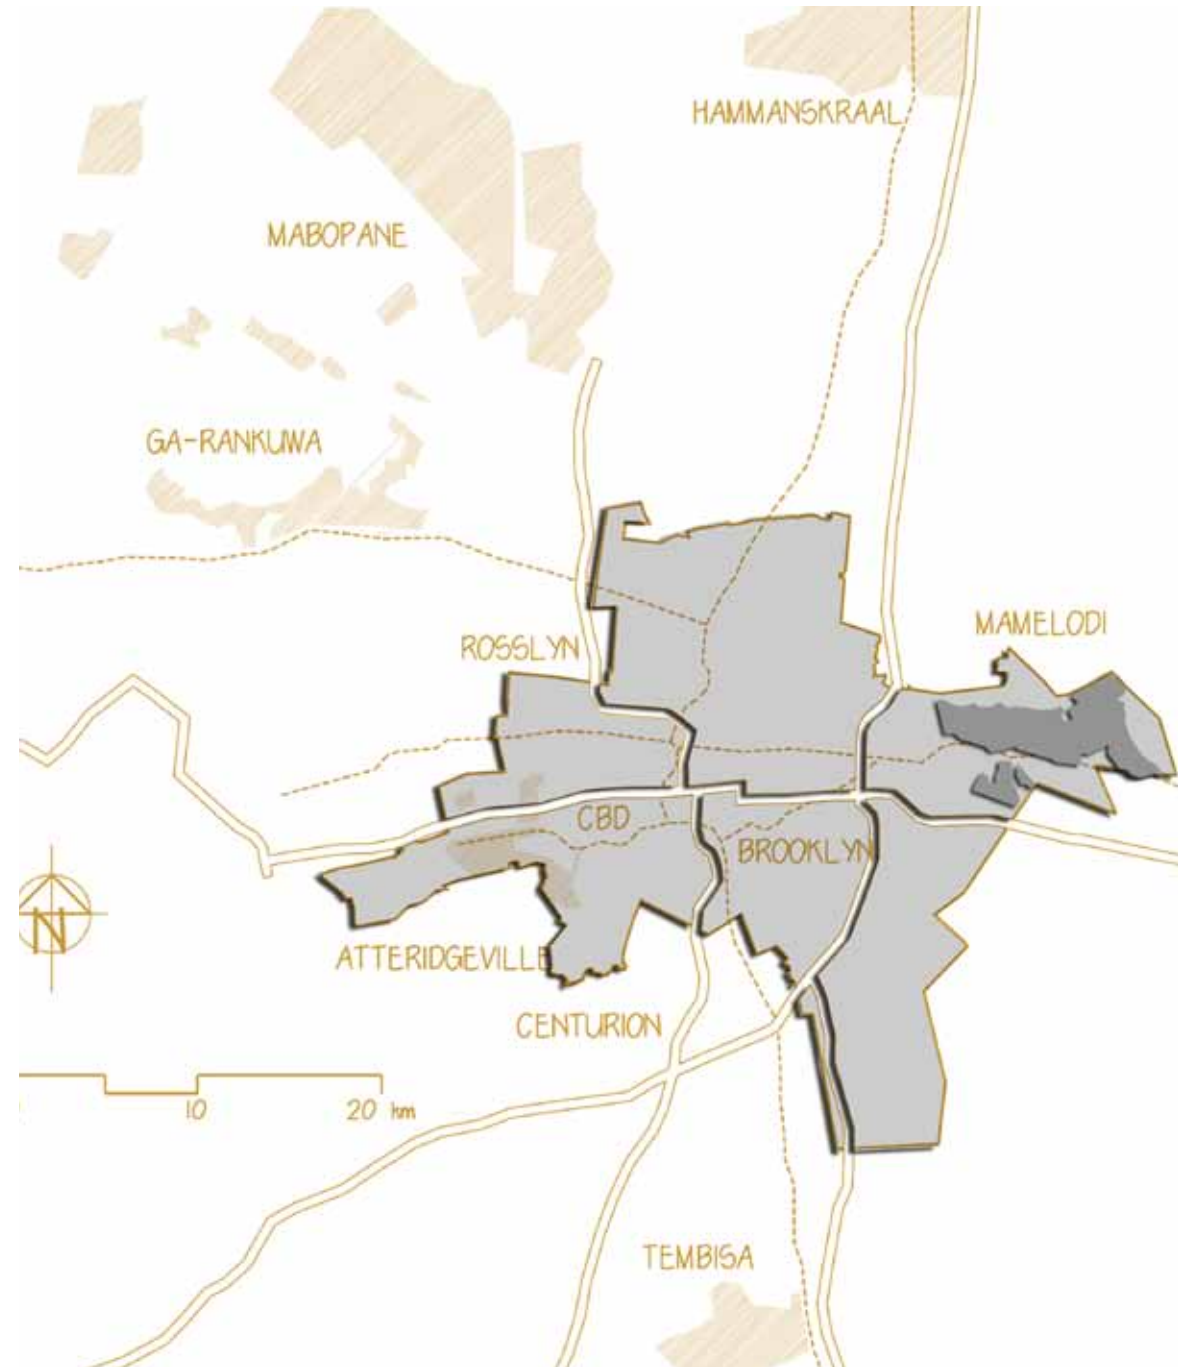 HAMMANSKRAAL
MABOPANE
GA-RANKUWA
MAMELODI
ROSSLYN
CBD
BROOKLYN
N
ATTERIDGEVILLE
CENTURION
10 20 km
TEMBISA